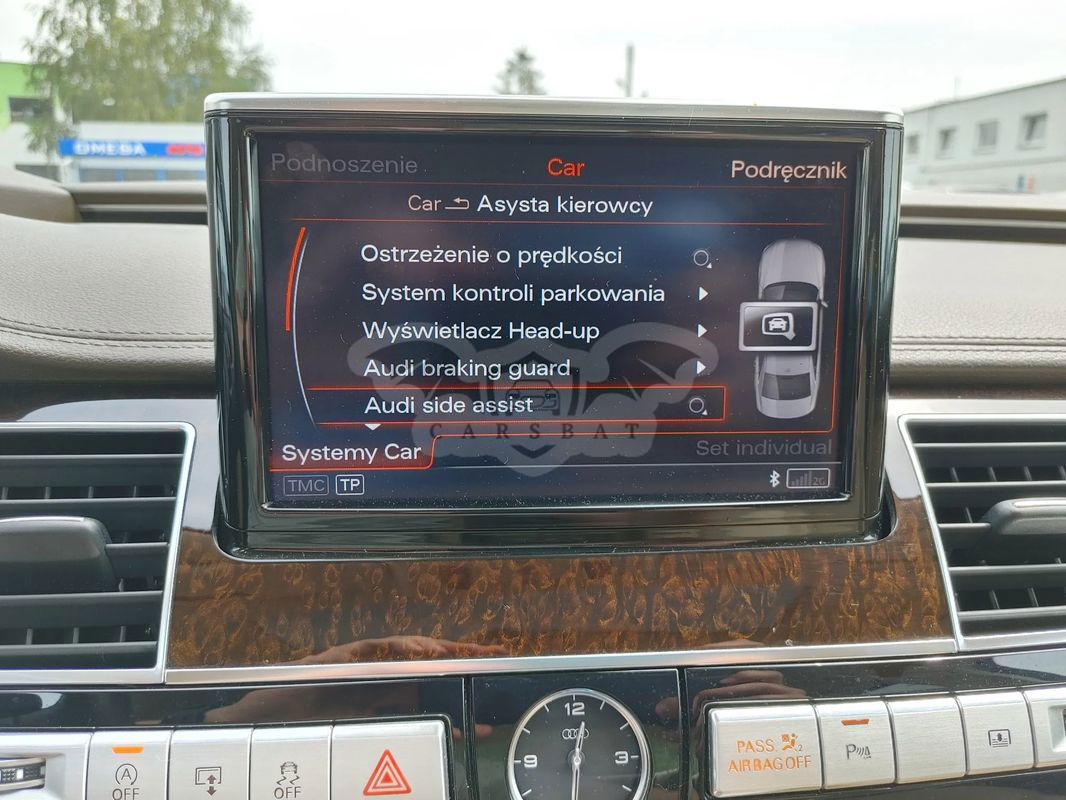 OMEGA
Podnoszenie Car Podręcznik
Car Asysta kierowcy
Ostrzeżenie o prędkości
System kontroli parkowania
Wyświetlacz Head-up
Audi braking guard
Audi side assist
CARSBAT
Systemy Car Set individual
TMC TP 2G
12
9 3
PASS.
AIRBAG OFF
P
A
OFF
OFF